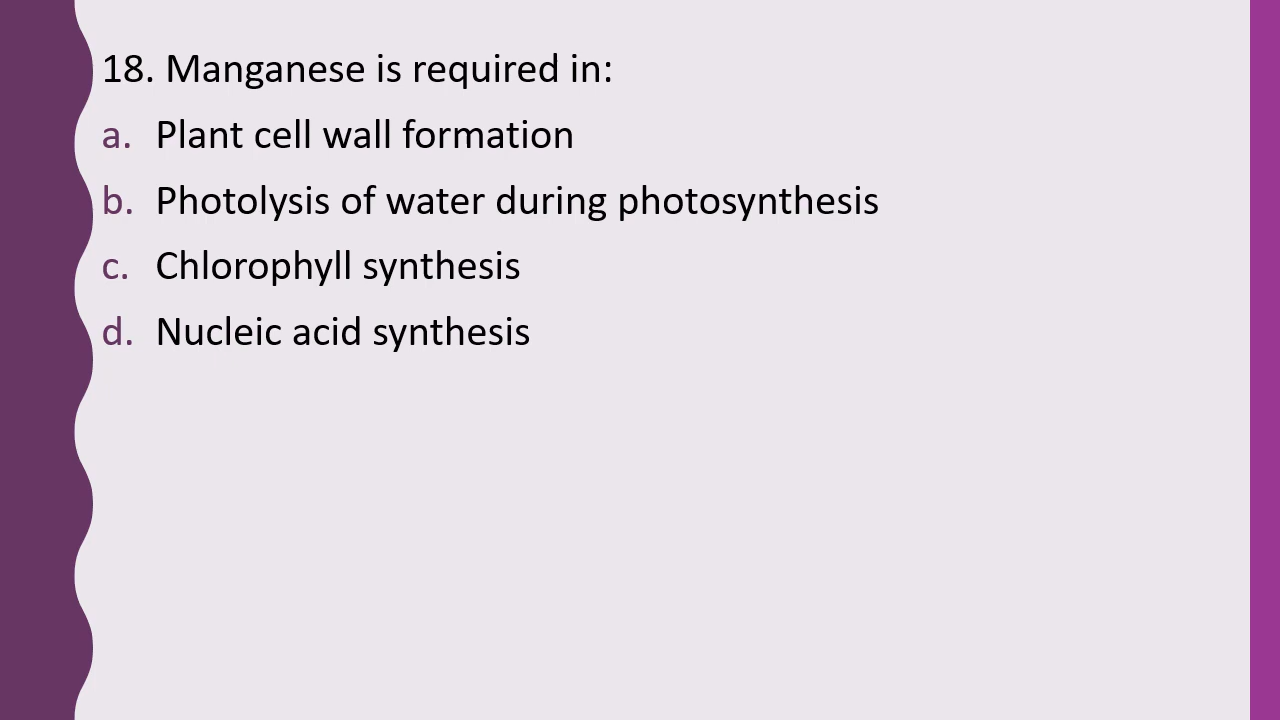 18. Manganese is required in:
a. Plant cell wall formation
b. Photolysis of water during photosynthesis
c. Chlorophyll synthesis
d. Nucleic acid synthesis